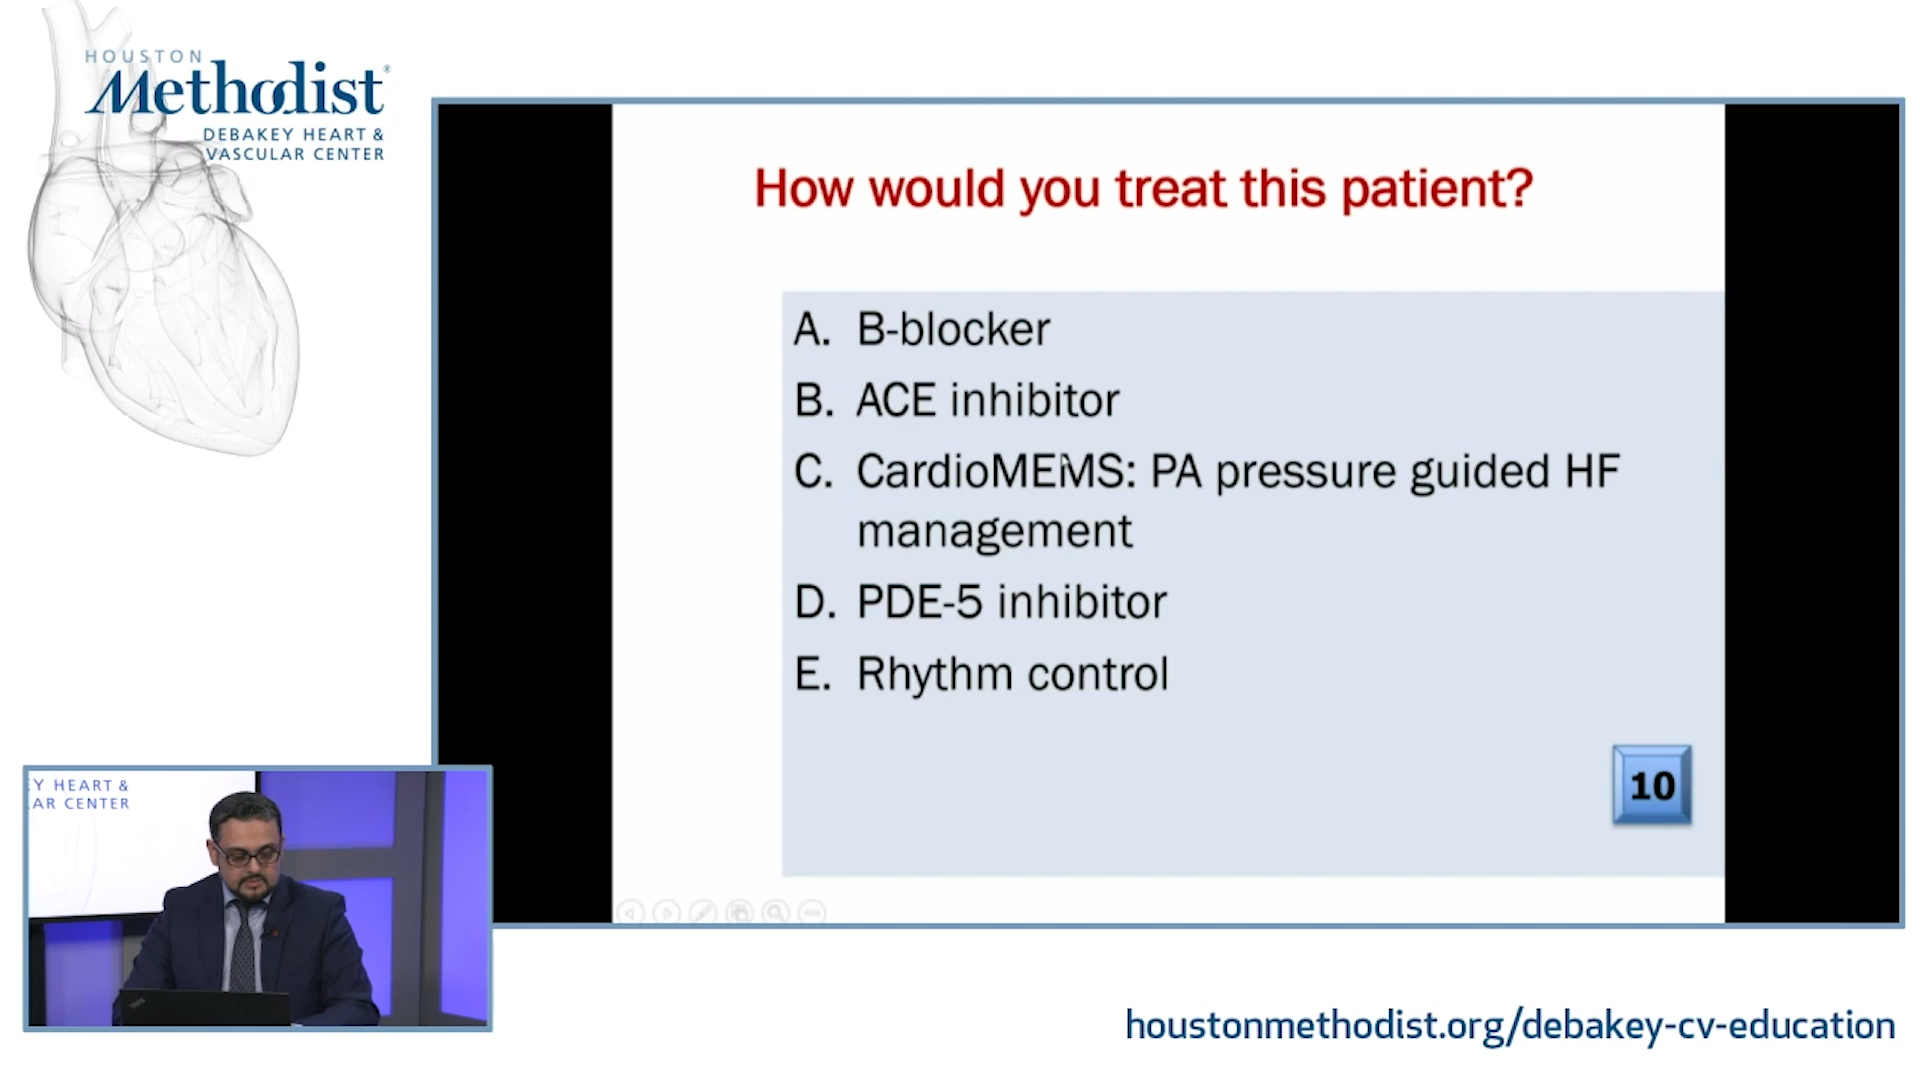 HOUSTON
Methodist®
DEBAKEY HEART &
VASCULAR CENTER
How would you treat this patient?
A. B-blocker
B. ACE inhibitor
C. CardioMEMS: PA pressure guided HF
management
D. PDE-5 inhibitor
E. Rhythm control
10
Y HEART &
AR CENTER
houstonmethodist.org/debakey-cv-education